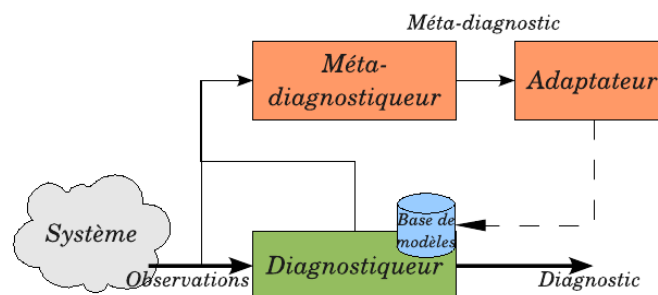 Méta-diagnostic
Méta-
diagnostiqueur
Adaptateur
Système
Base de
modèles
Observations
Diagnostiqueur
Diagnostic